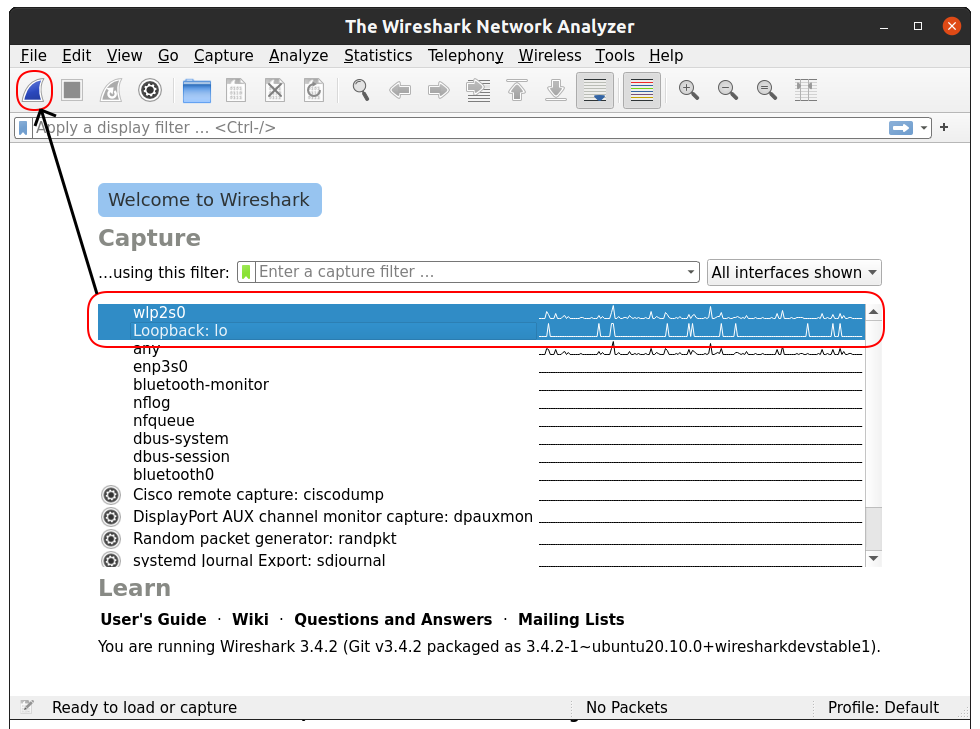 The Wireshark Network Analyzer
File Edit View Go Capture Analyze Statistics Telephony Wireless Tools Help
Apply a display filter … <Ctrl-/>
+
Welcome to Wireshark
Capture
…using this filter: Enter a capture filter … All interfaces shown
wlp2s0
Loopback: lo
any
enp3s0
bluetooth-monitor
nflog
nfqueue
dbus-system
dbus-session
bluetooth0
Cisco remote capture: ciscodump
DisplayPort AUX channel monitor capture: dpauxmon
Random packet generator: randpkt
systemd Journal Export: sdjournal
Learn
User's Guide · Wiki · Questions and Answers · Mailing Lists
You are running Wireshark 3.4.2 (Git v3.4.2 packaged as 3.4.2-1~ubuntu20.10.0+wiresharkdevstable1).
Ready to load or capture No Packets Profile: Default